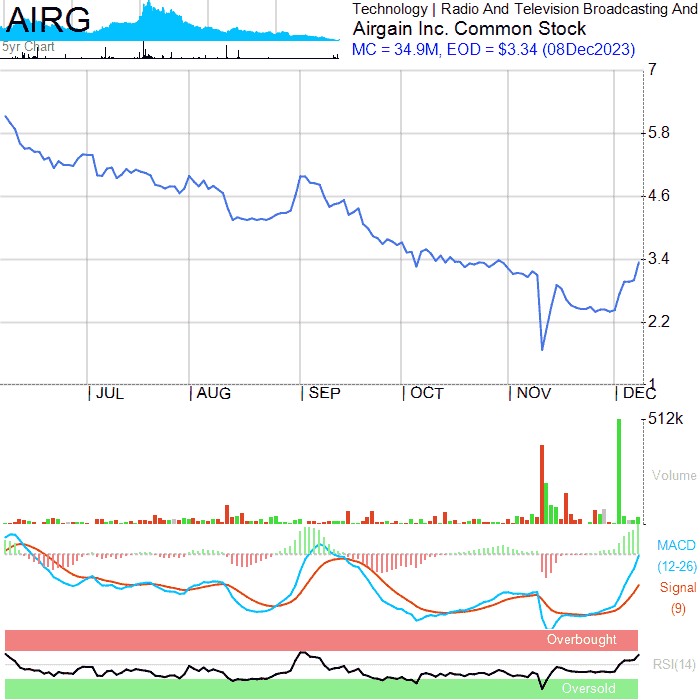 AIRG
5yr Chart
Technology | Radio And Television Broadcasting And
Airgain Inc. Common Stock
MC = 34.9M, EOD = $3.34 (08Dec2023)
7
5.8
4.6
3.4
2.2
1
JUL
AUG
SEP
OCT
NOV
DEC
512k
Volume
MACD
(12-26)
Signal
(9)
Overbought
RSI(14)
Oversold